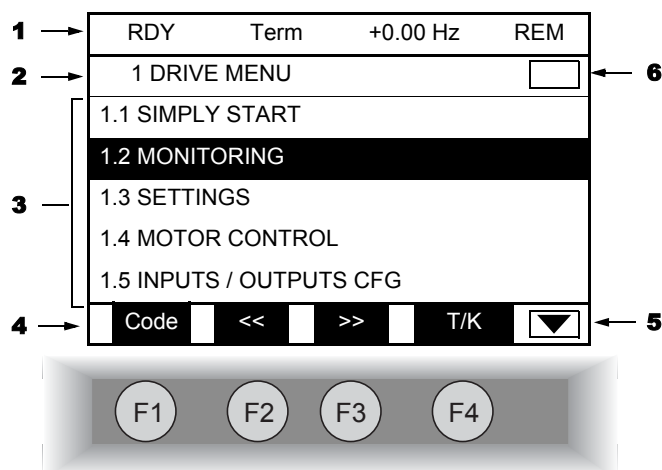 1 RDY Term +0.00 Hz REM
2 1 DRIVE MENU 6
1.1 SIMPLY START
1.2 MONITORING
3 1.3 SETTINGS
1.4 MOTOR CONTROL
1.5 INPUTS / OUTPUTS CFG
4 Code << >> T/K 5
F1 F2 F3 F4